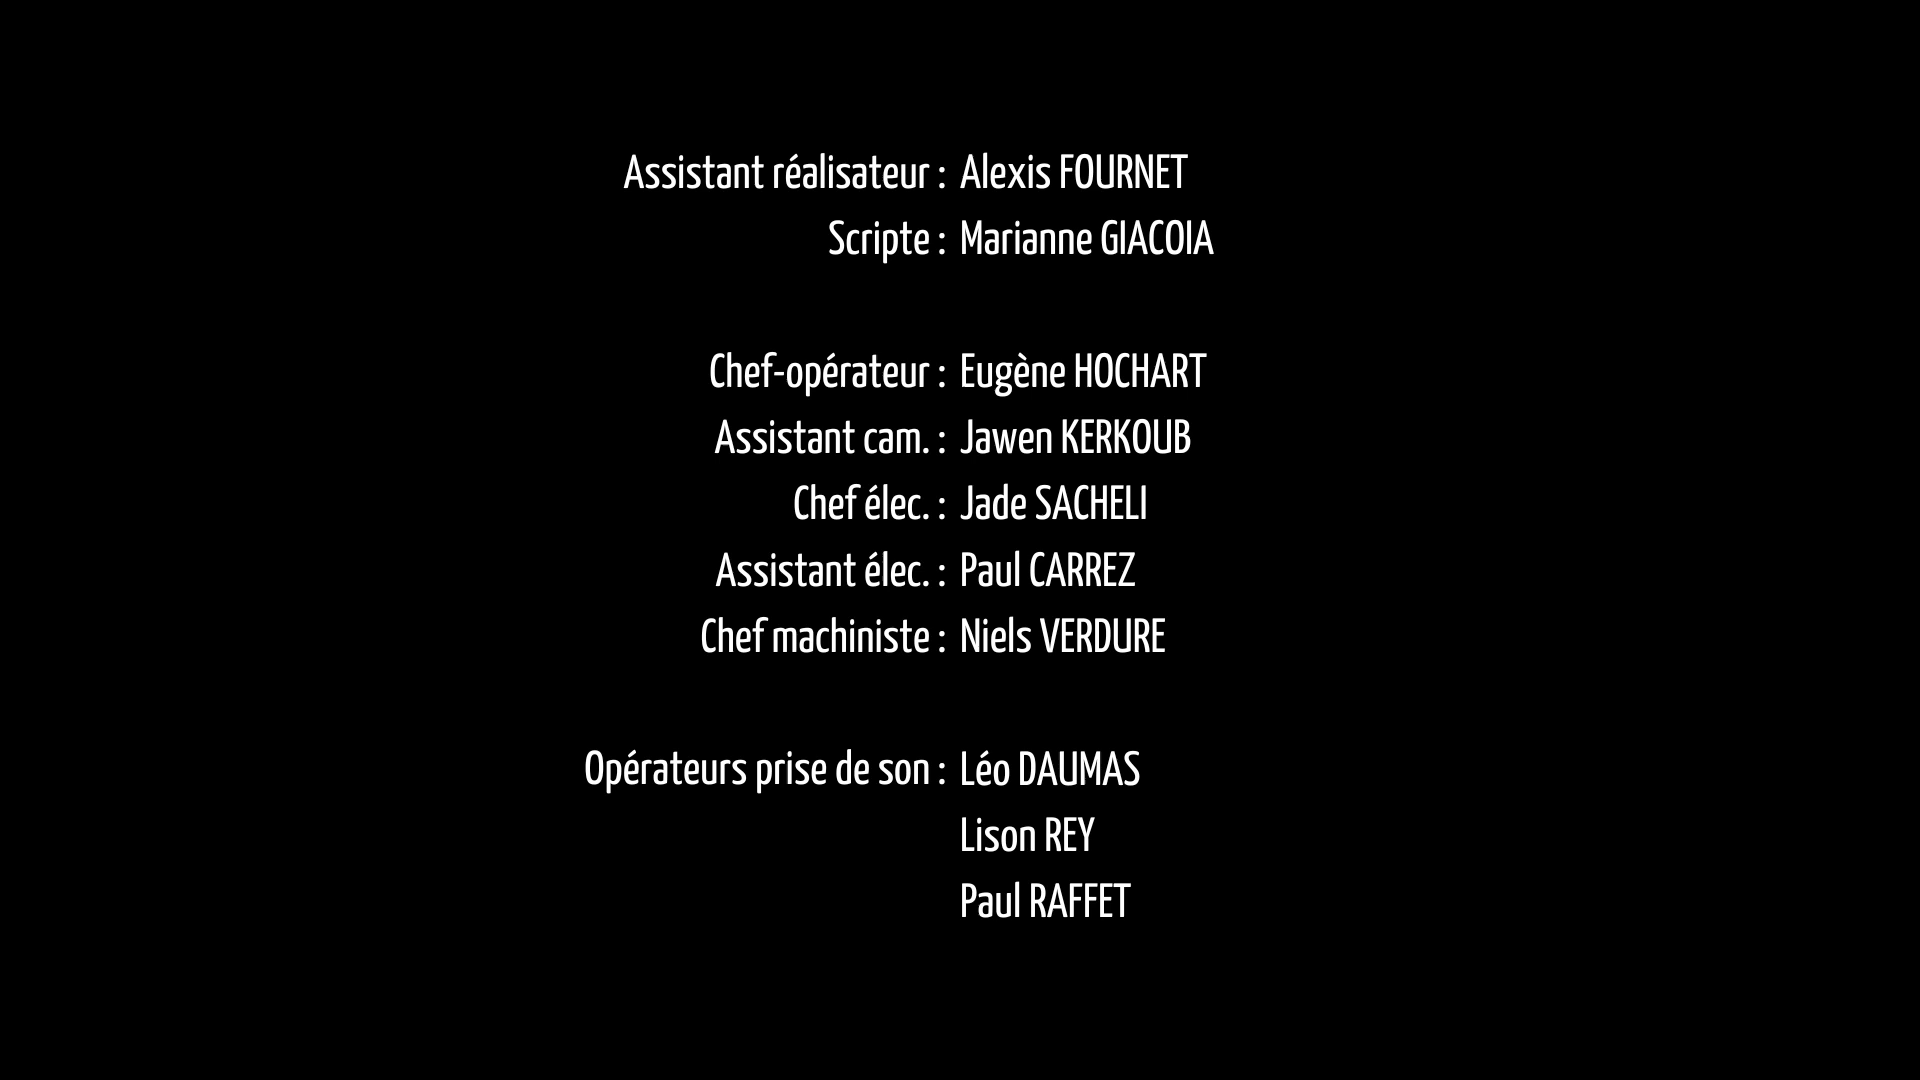 Assistant réalisateur : Alexis FOURNET
Scripte : Marianne GIACOIA
Chef-opérateur : Eugène HOCHART
Assistant cam. : Jawen KERKOUB
Chef élec. : Jade SACHELI
Assistant élec. : Paul CARREZ
Chef machiniste : Niels VERDURE
Opérateurs prise de son : Léo DAUMAS
Lison REY
Paul RAFFET